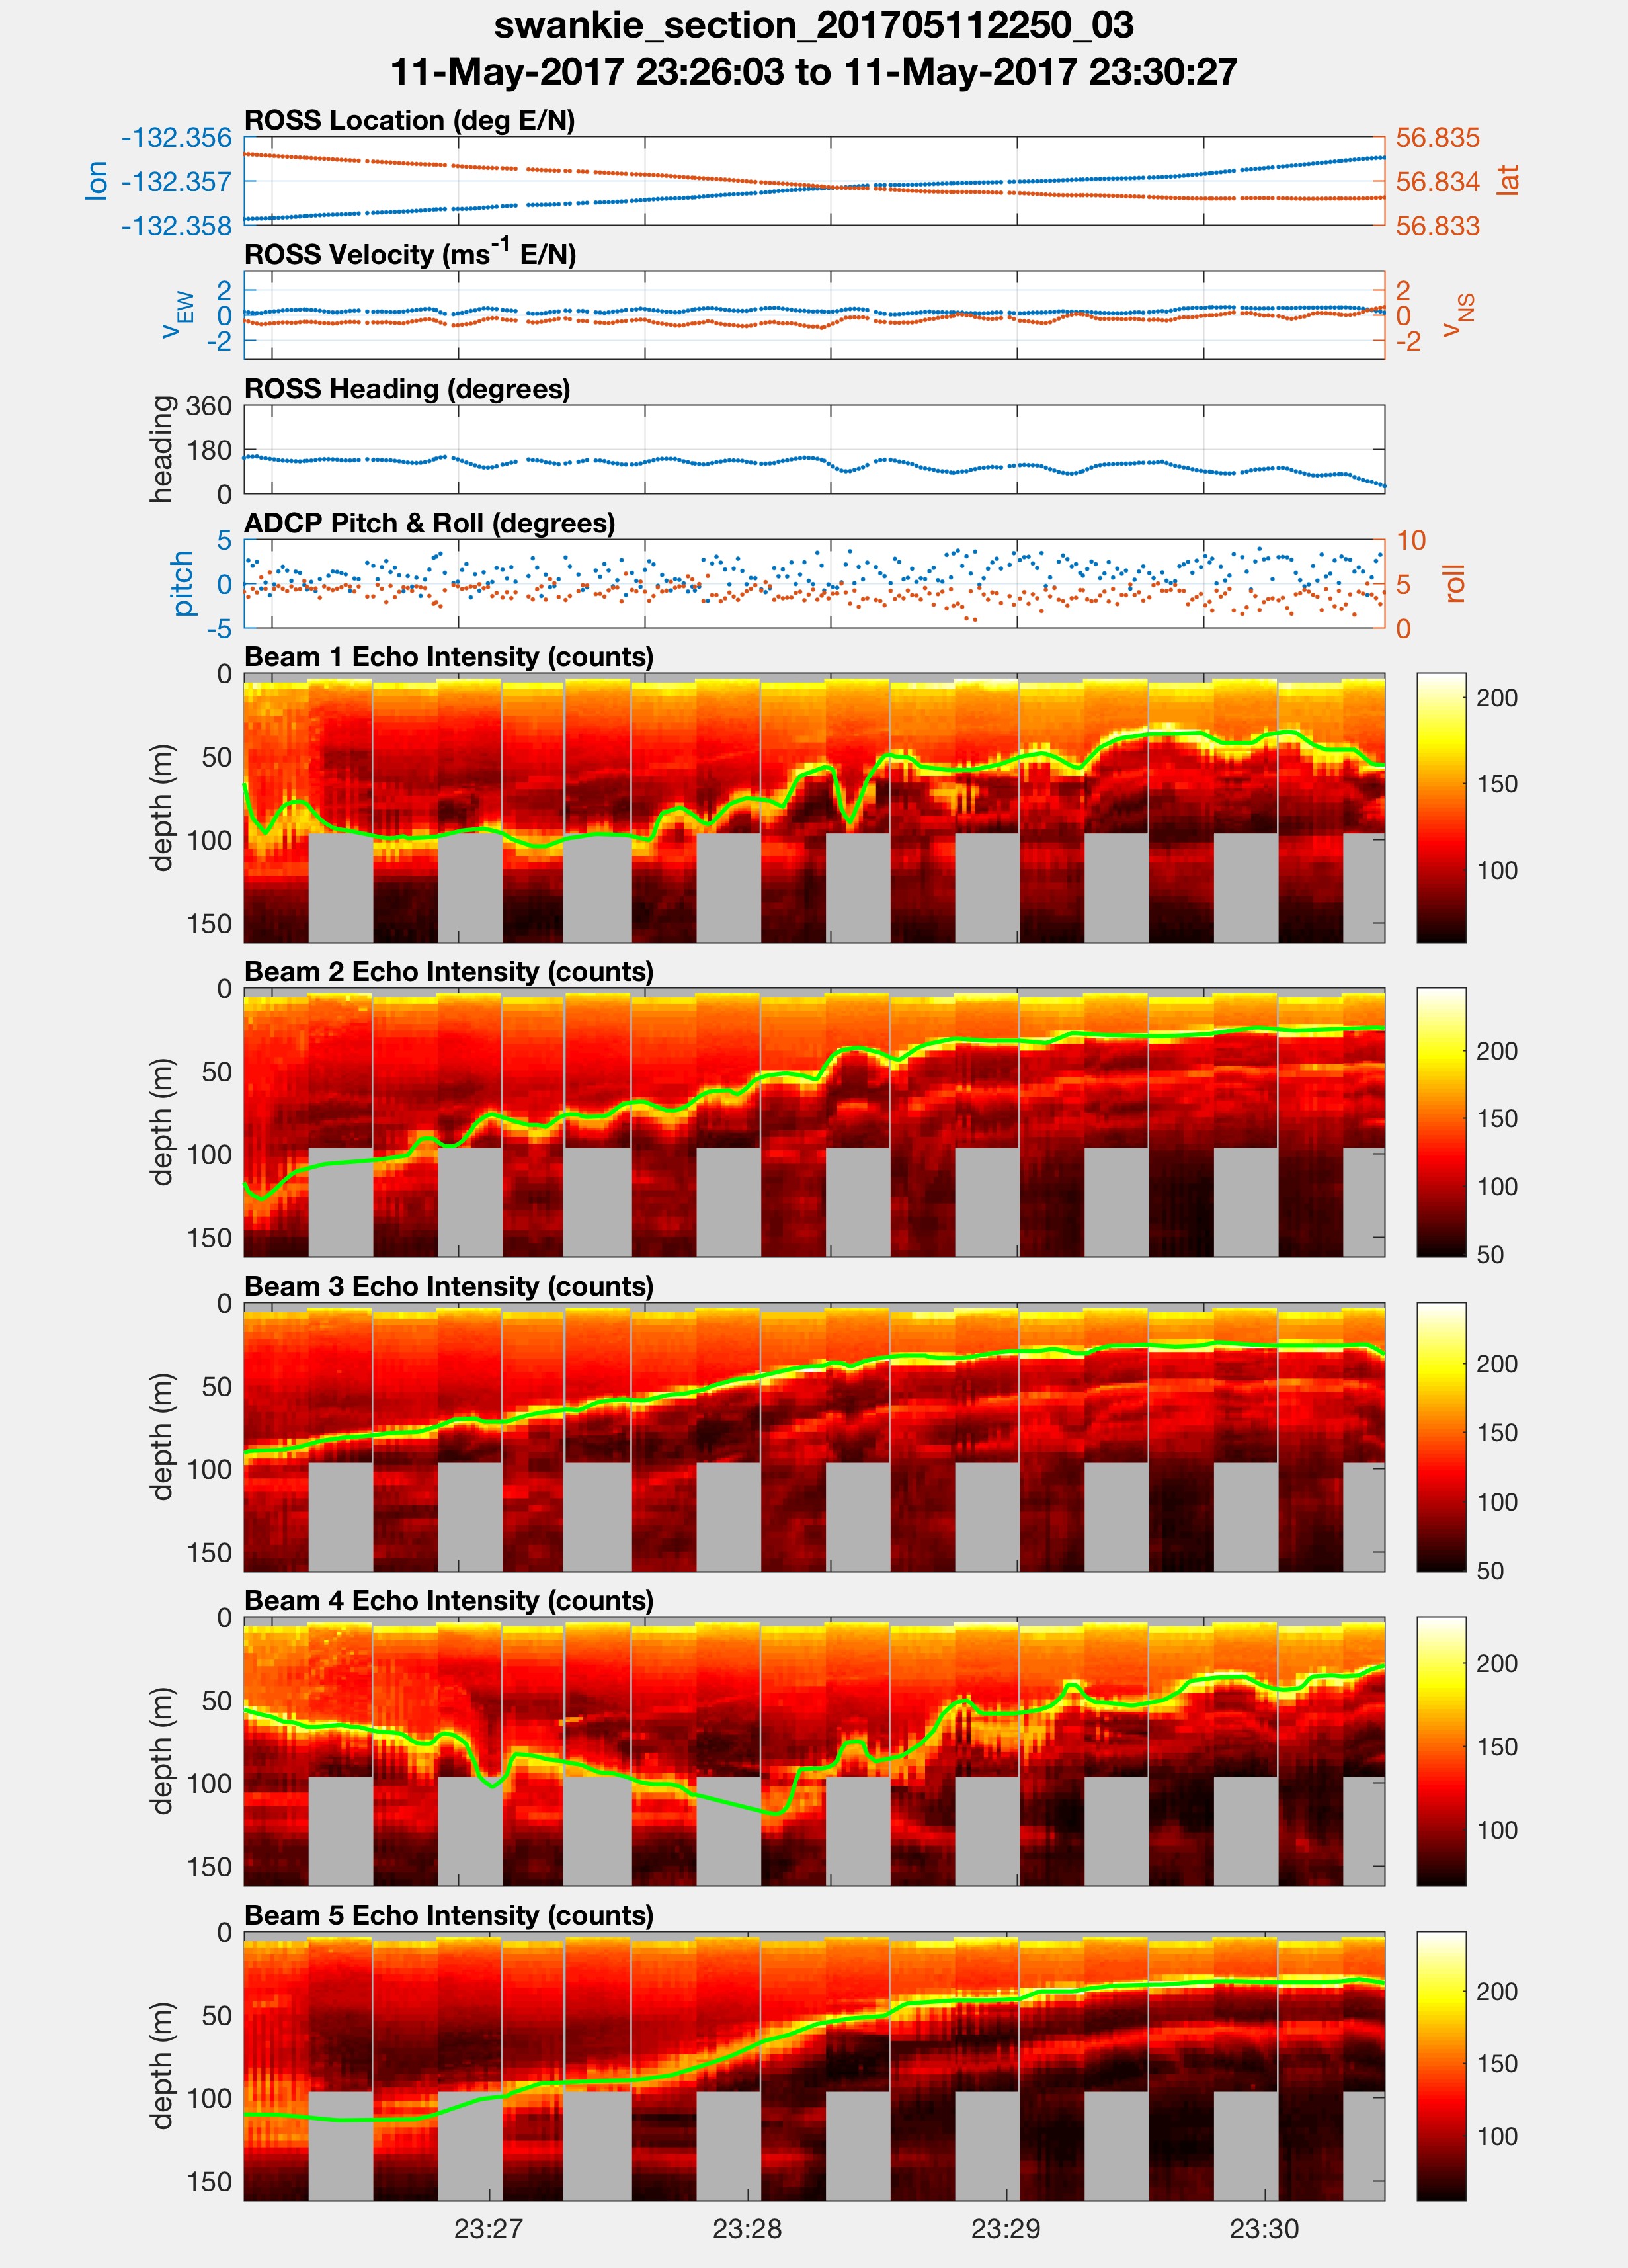 swankie_section_201705112250_03
11-May-2017 23:26:03 to 11-May-2017 23:30:27
ROSS Location (deg E/N)
-132.356
-132.357
-132.358
lon
56.835
56.834
56.833
lat
ROSS Velocity (ms-1 E/N)
2
0
-2
vEW
2
0
-2
vNS
ROSS Heading (degrees)
360
180
0
heading
ADCP Pitch & Roll (degrees)
5
0
-5
pitch
10
5
0
roll
Beam 1 Echo Intensity (counts)
0
50
100
150
depth (m)
200
150
100
Beam 2 Echo Intensity (counts)
0
50
100
150
depth (m)
200
150
100
50
Beam 3 Echo Intensity (counts)
0
50
100
150
depth (m)
200
150
100
50
Beam 4 Echo Intensity (counts)
0
50
100
150
depth (m)
200
150
100
Beam 5 Echo Intensity (counts)
0
50
100
150
depth (m)
200
150
100
23:27 23:28 23:29 23:30